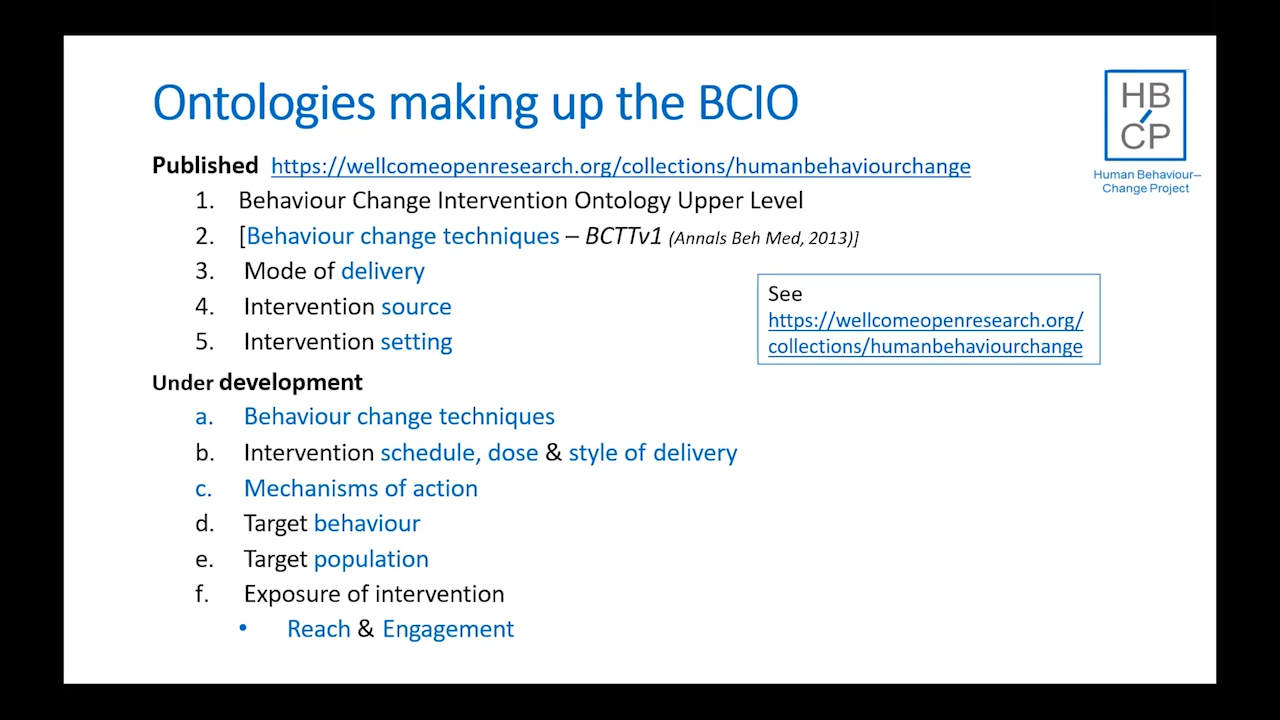 Ontologies making up the BCIO
HB
CP
Human Behaviour–
Change Project
Published https://wellcomeopenresearch.org/collections/humanbehaviourchange
1. Behaviour Change Intervention Ontology Upper Level
2. [Behaviour change techniques – BCTTv1 (Annals Beh Med, 2013)]
3. Mode of delivery
4. Intervention source
5. Intervention setting
See
https://wellcomeopenresearch.org/
collections/humanbehaviourchange
Under development
a. Behaviour change techniques
b. Intervention schedule, dose & style of delivery
c. Mechanisms of action
d. Target behaviour
e. Target population
f. Exposure of intervention
• Reach & Engagement